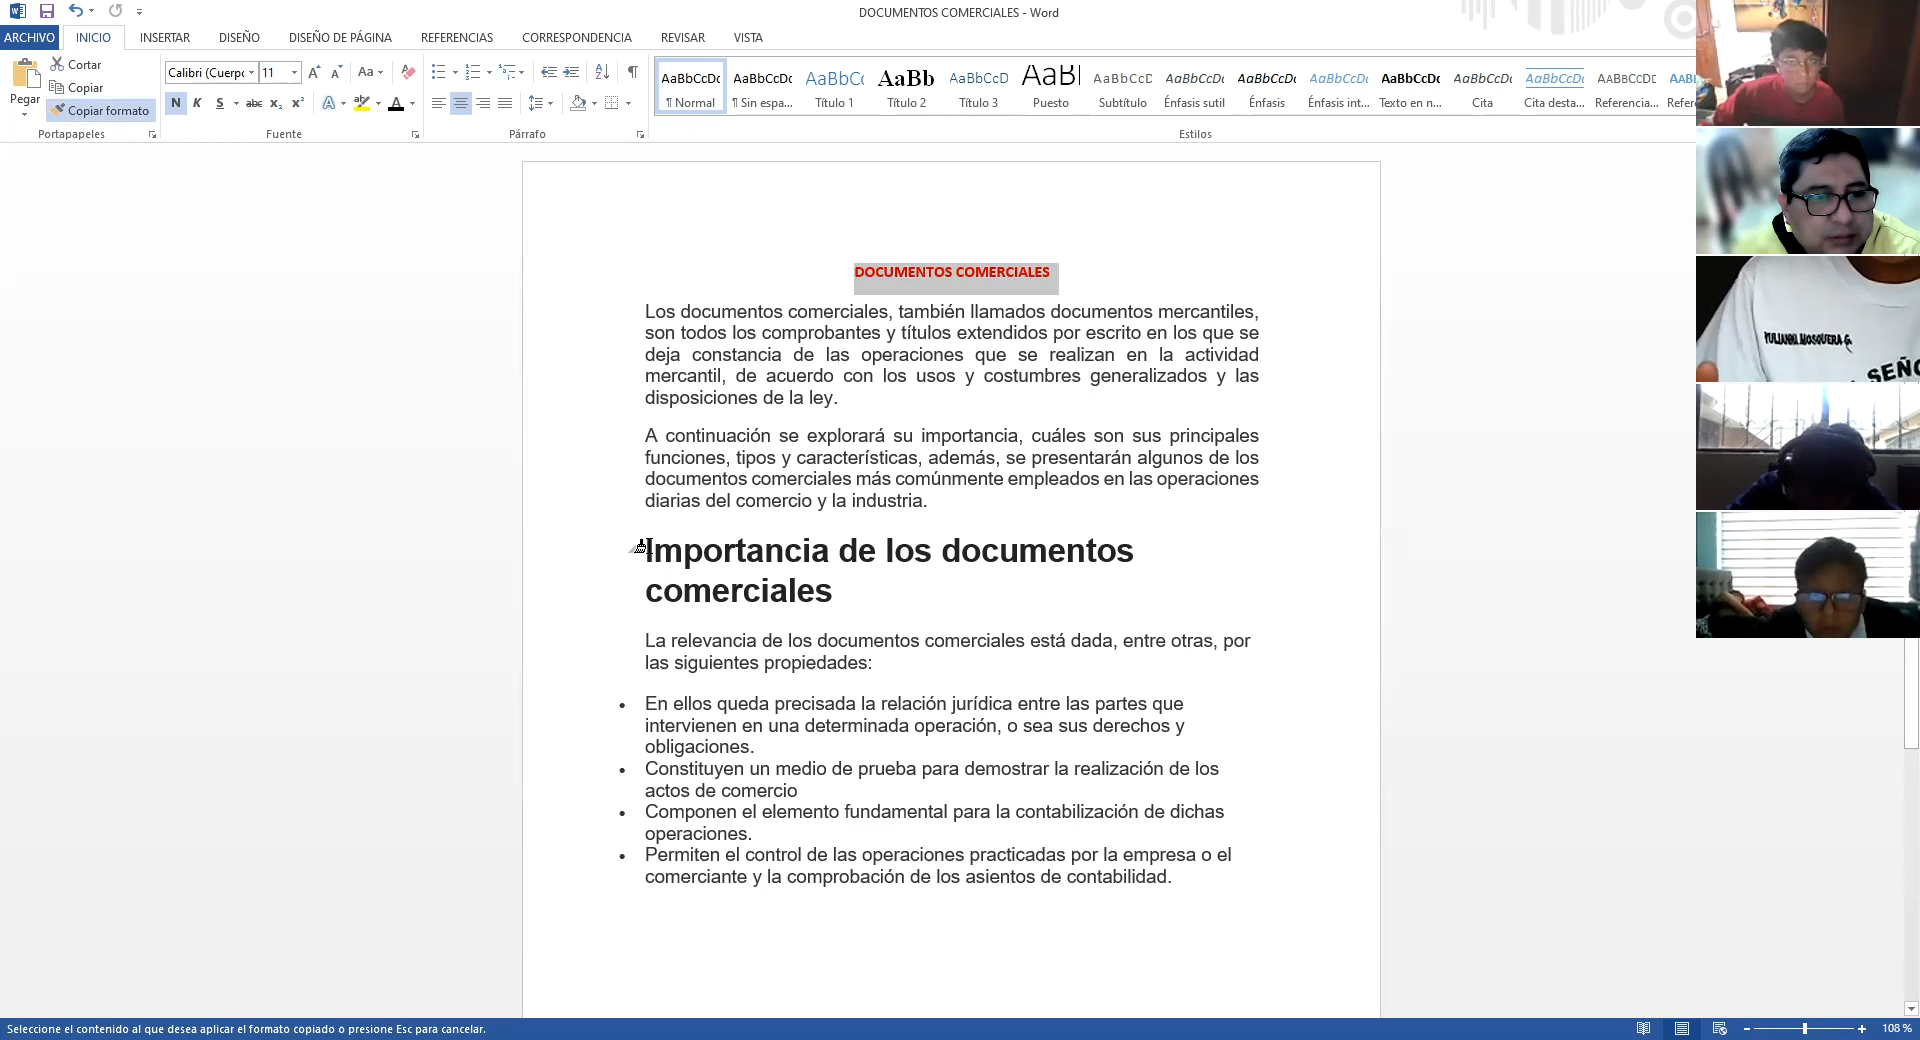 DOCUMENTOS COMERCIALES - Word
ARCHIVO INICIO INSERTAR DISEÑO DISEÑO DE PÁGINA REFERENCIAS CORRESPONDENCIA REVISAR VISTA
Pegar
Cortar
Copiar
Copiar formato
Portapapeles
Calibri (Cuerpo 11
Aa
N K S abc x₂ x² A ab A
Fuente
Párrafo
AaBbCcDc AaBbCcDc AaBbCc AaBb AaBbCcD AaBl AaBbCcD AaBbCcDc AaBbCcDc AaBbCcDc AaBbCcDc AaBbCcDc AaBbCcDc AABBCCDE AABI
¶ Normal ¶ Sin espa... Título 1 Título 2 Título 3 Puesto Subtítulo Énfasis sutil Énfasis Énfasis int... Texto en n... Cita Cita desta... Referencia... Refer
Estilos
DOCUMENTOS COMERCIALES
Los documentos comerciales, también llamados documentos mercantiles,
son todos los comprobantes y títulos extendidos por escrito en los que se
deja constancia de las operaciones que se realizan en la actividad
mercantil, de acuerdo con los usos y costumbres generalizados y las
disposiciones de la ley.
A continuación se explorará su importancia, cuáles son sus principales
funciones, tipos y características, además, se presentarán algunos de los
documentos comerciales más comúnmente empleados en las operaciones
diarias del comercio y la industria.
Importancia de los documentos
comerciales
La relevancia de los documentos comerciales está dada, entre otras, por
las siguientes propiedades:
• En ellos queda precisada la relación jurídica entre las partes que
intervienen en una determinada operación, o sea sus derechos y
obligaciones.
• Constituyen un medio de prueba para demostrar la realización de los
actos de comercio
• Componen el elemento fundamental para la contabilización de dichas
operaciones.
• Permiten el control de las operaciones practicadas por la empresa o el
comerciante y la comprobación de los asientos de contabilidad.
YULIANNA MOSQUERA G.
SEÑO
Seleccione el contenido al que desea aplicar el formato copiado o presione Esc para cancelar.
108 %